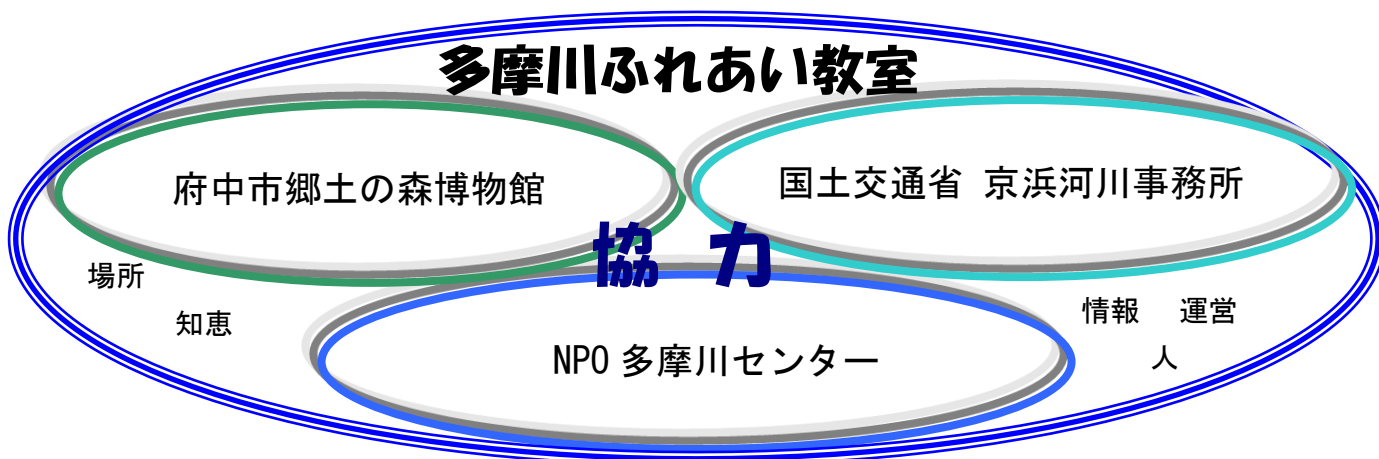 多摩川ふれあい教室
府中市郷土の森博物館
国土交通省 京浜河川事務所
協力
場所
知恵
情報 運営
人
NPO 多摩川センター